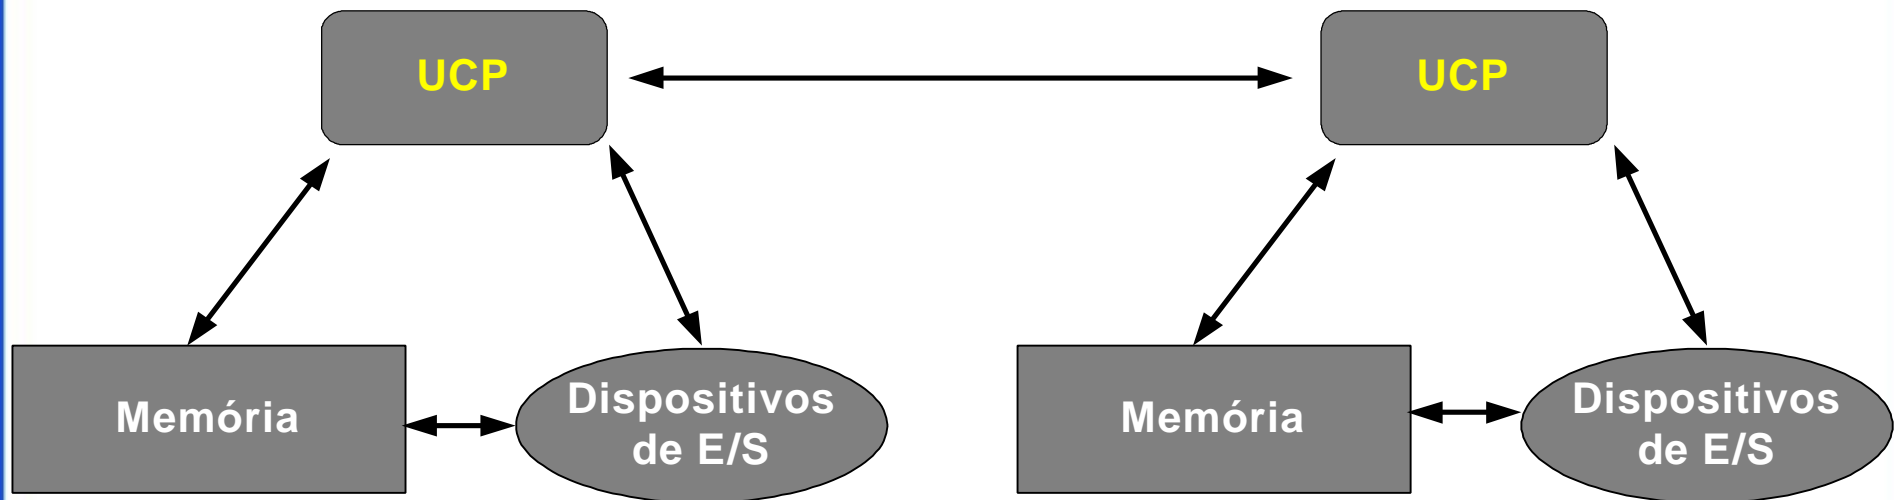 UCP
UCP
Memória
Dispositivos
de E/S
Memória
Dispositivos
de E/S